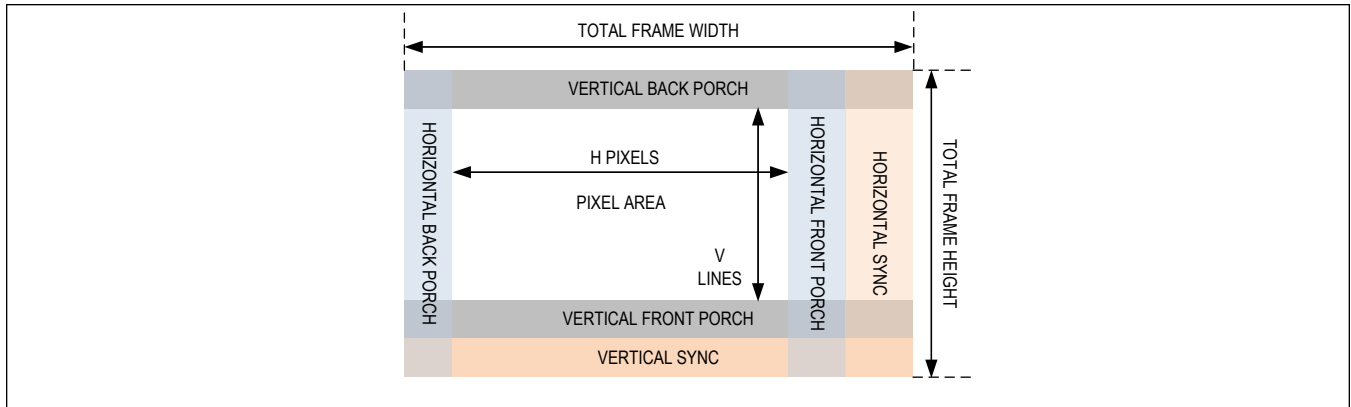 TOTAL FRAME WIDTH
VERTICAL BACK PORCH
HORIZONTAL BACK PORCH
H PIXELS
PIXEL AREA
V
LINES
HORIZONTAL FRONT PORCH
HORIZONTAL SYNC
TOTAL FRAME HEIGHT
VERTICAL FRONT PORCH
VERTICAL SYNC